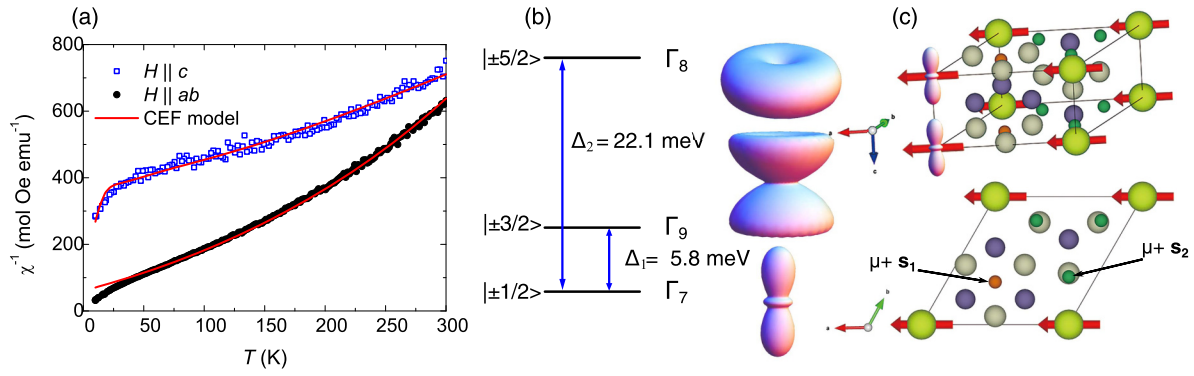 (a)
800
600
400
200
0
0 50 100 150 200 250 300
χ⁻¹ (mol Oe emu⁻¹)
T (K)
H || c
H || ab
CEF model
(b)
|±5/2>
Γ₈
Δ₂ = 22.1 meV
|±3/2>
Γ₉
Δ₁= 5.8 meV
|±1/2>
Γ₇
a
b
c
(c)
μ+ s₁
μ+ s₂
a
b